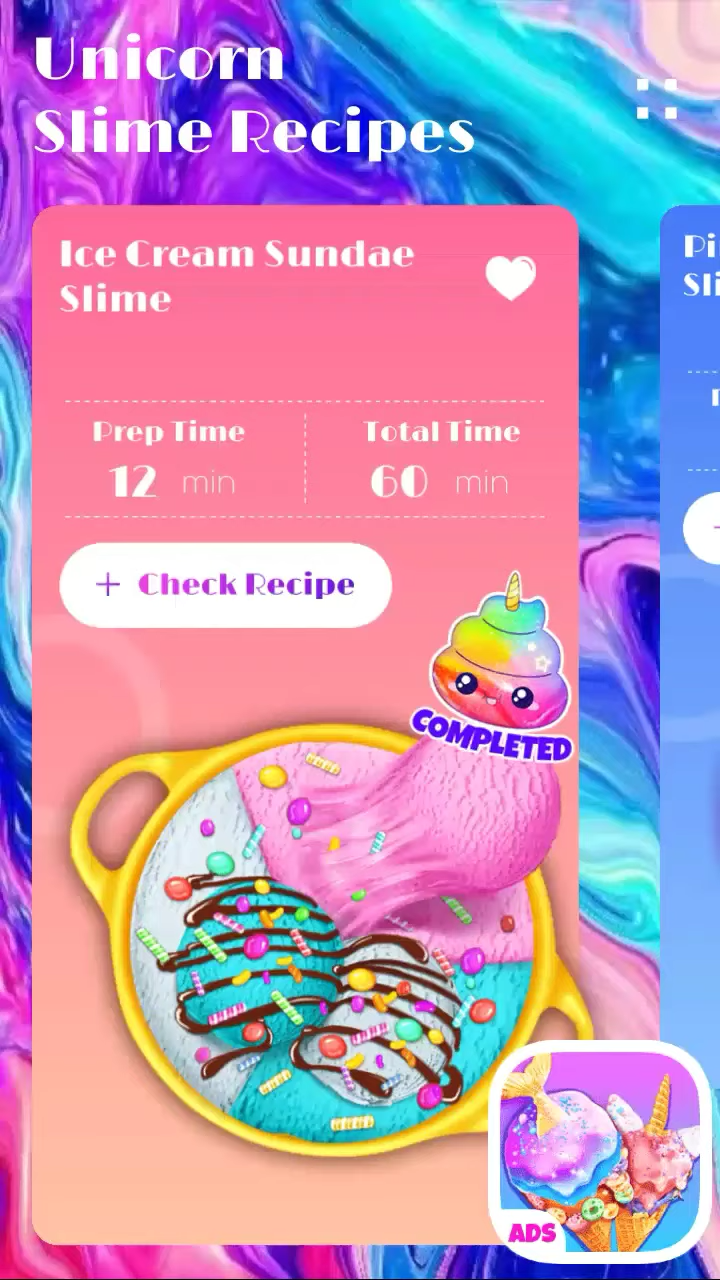 Unicorn
Slime Recipes
Ice Cream Sundae
Slime
Prep Time
Total Time
12 min
60 min
+ Check Recipe
COMPLETED
ADS